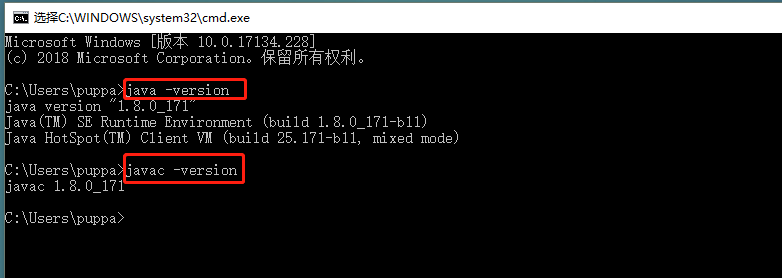 选择C:\WINDOWS\system32\cmd.exe
Microsoft Windows [版本 10.0.17134.228]
(c) 2018 Microsoft Corporation。保留所有权利。
C:\Users\puppa>java -version
java version "1.8.0_171"
Java(TM) SE Runtime Environment (build 1.8.0_171-b11)
Java HotSpot(TM) Client VM (build 25.171-b11, mixed mode)
C:\Users\puppa>javac -version
javac 1.8.0_171
C:\Users\puppa>